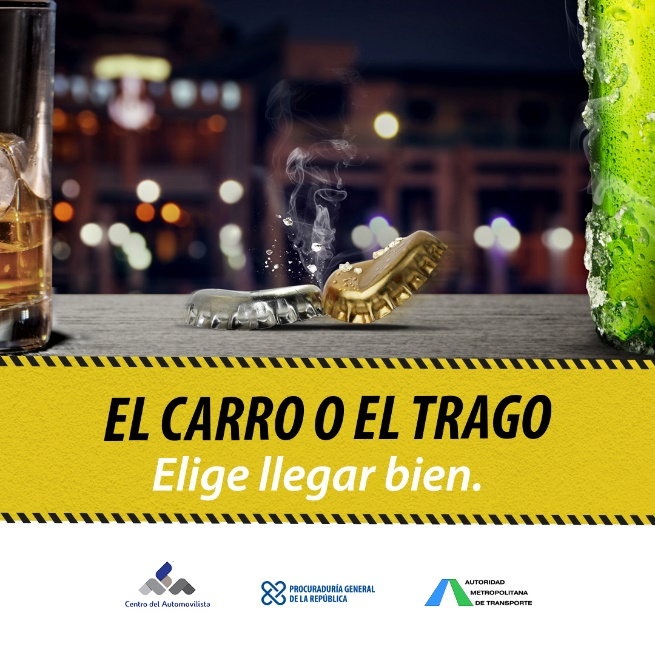 EL CARRO O EL TRAGO
Elige llegar bien.
Centro del Automovilista
PROCURADURÍA GENERAL
DE LA REPÚBLICA
AUTORIDAD
METROPOLITANA
DE TRANSPORTE